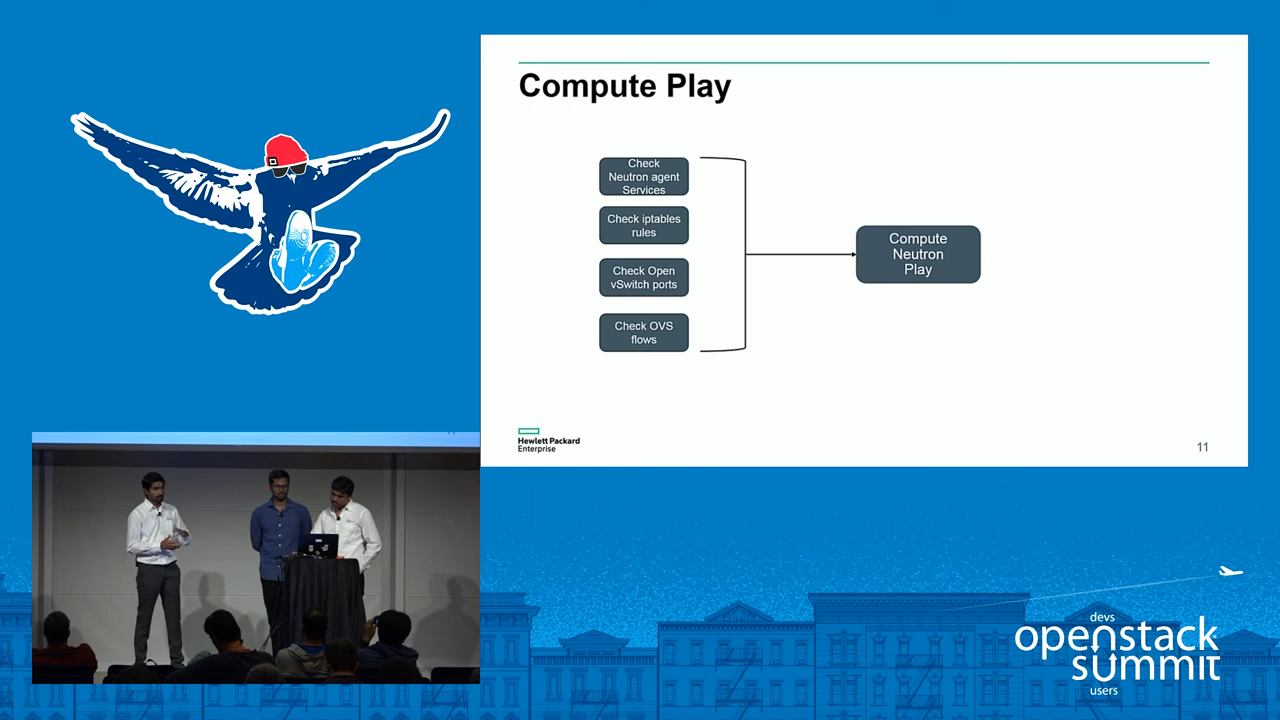 Compute Play
Check
Neutron agent
Services
Check iptables
rules
Check Open
vSwitch ports
Check OVS
flows
Compute
Neutron
Play
Hewlett Packard
Enterprise
11
devs
openstack
summit
users